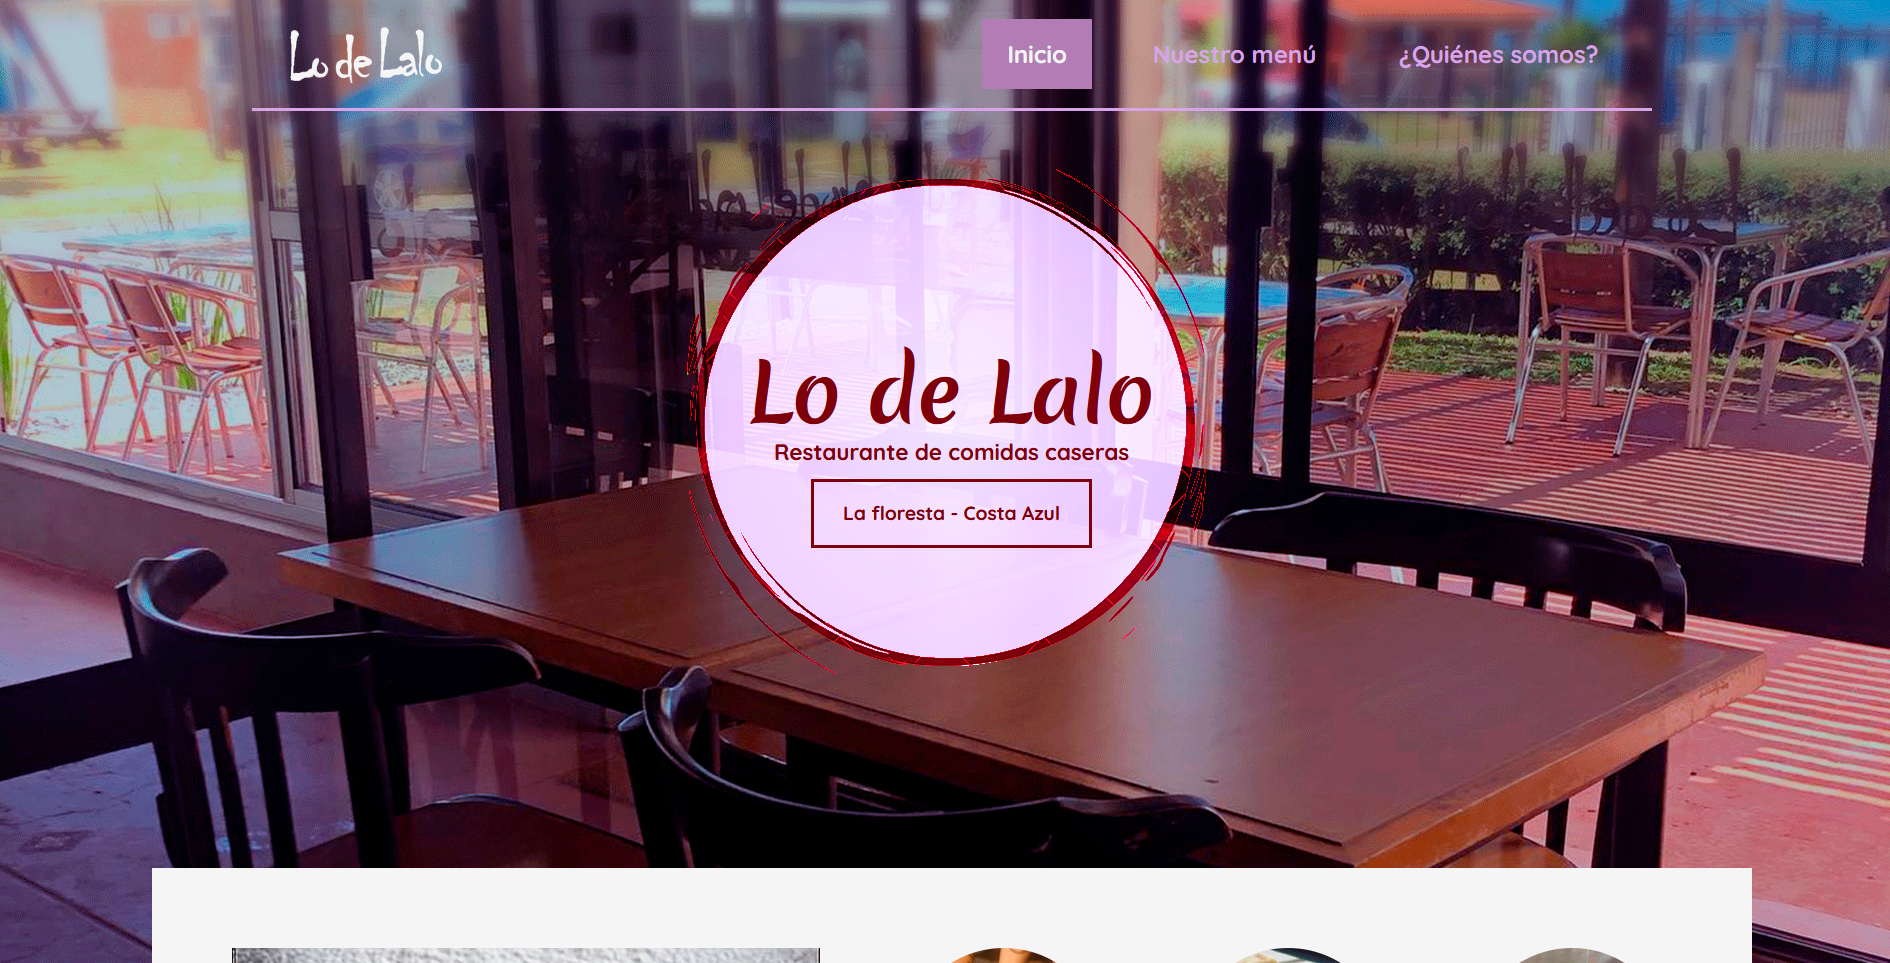 Lo de Lalo
Inicio
Nuestro menú
¿Quiénes somos?
Lo de Lalo
Restaurante de comidas caseras
La floresta - Costa Azul